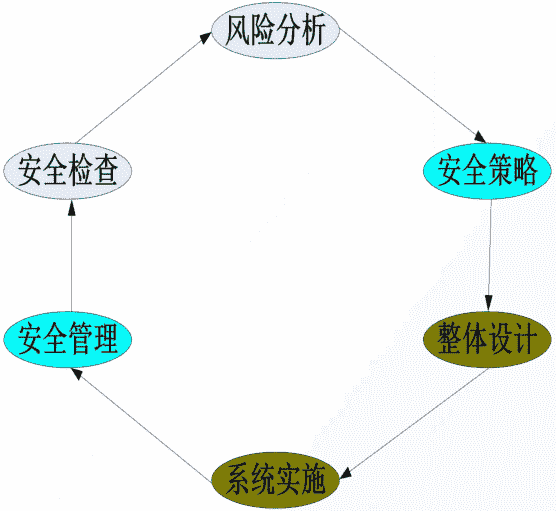 风险分析
安全策略
整体设计
系统实施
安全管理
安全检查